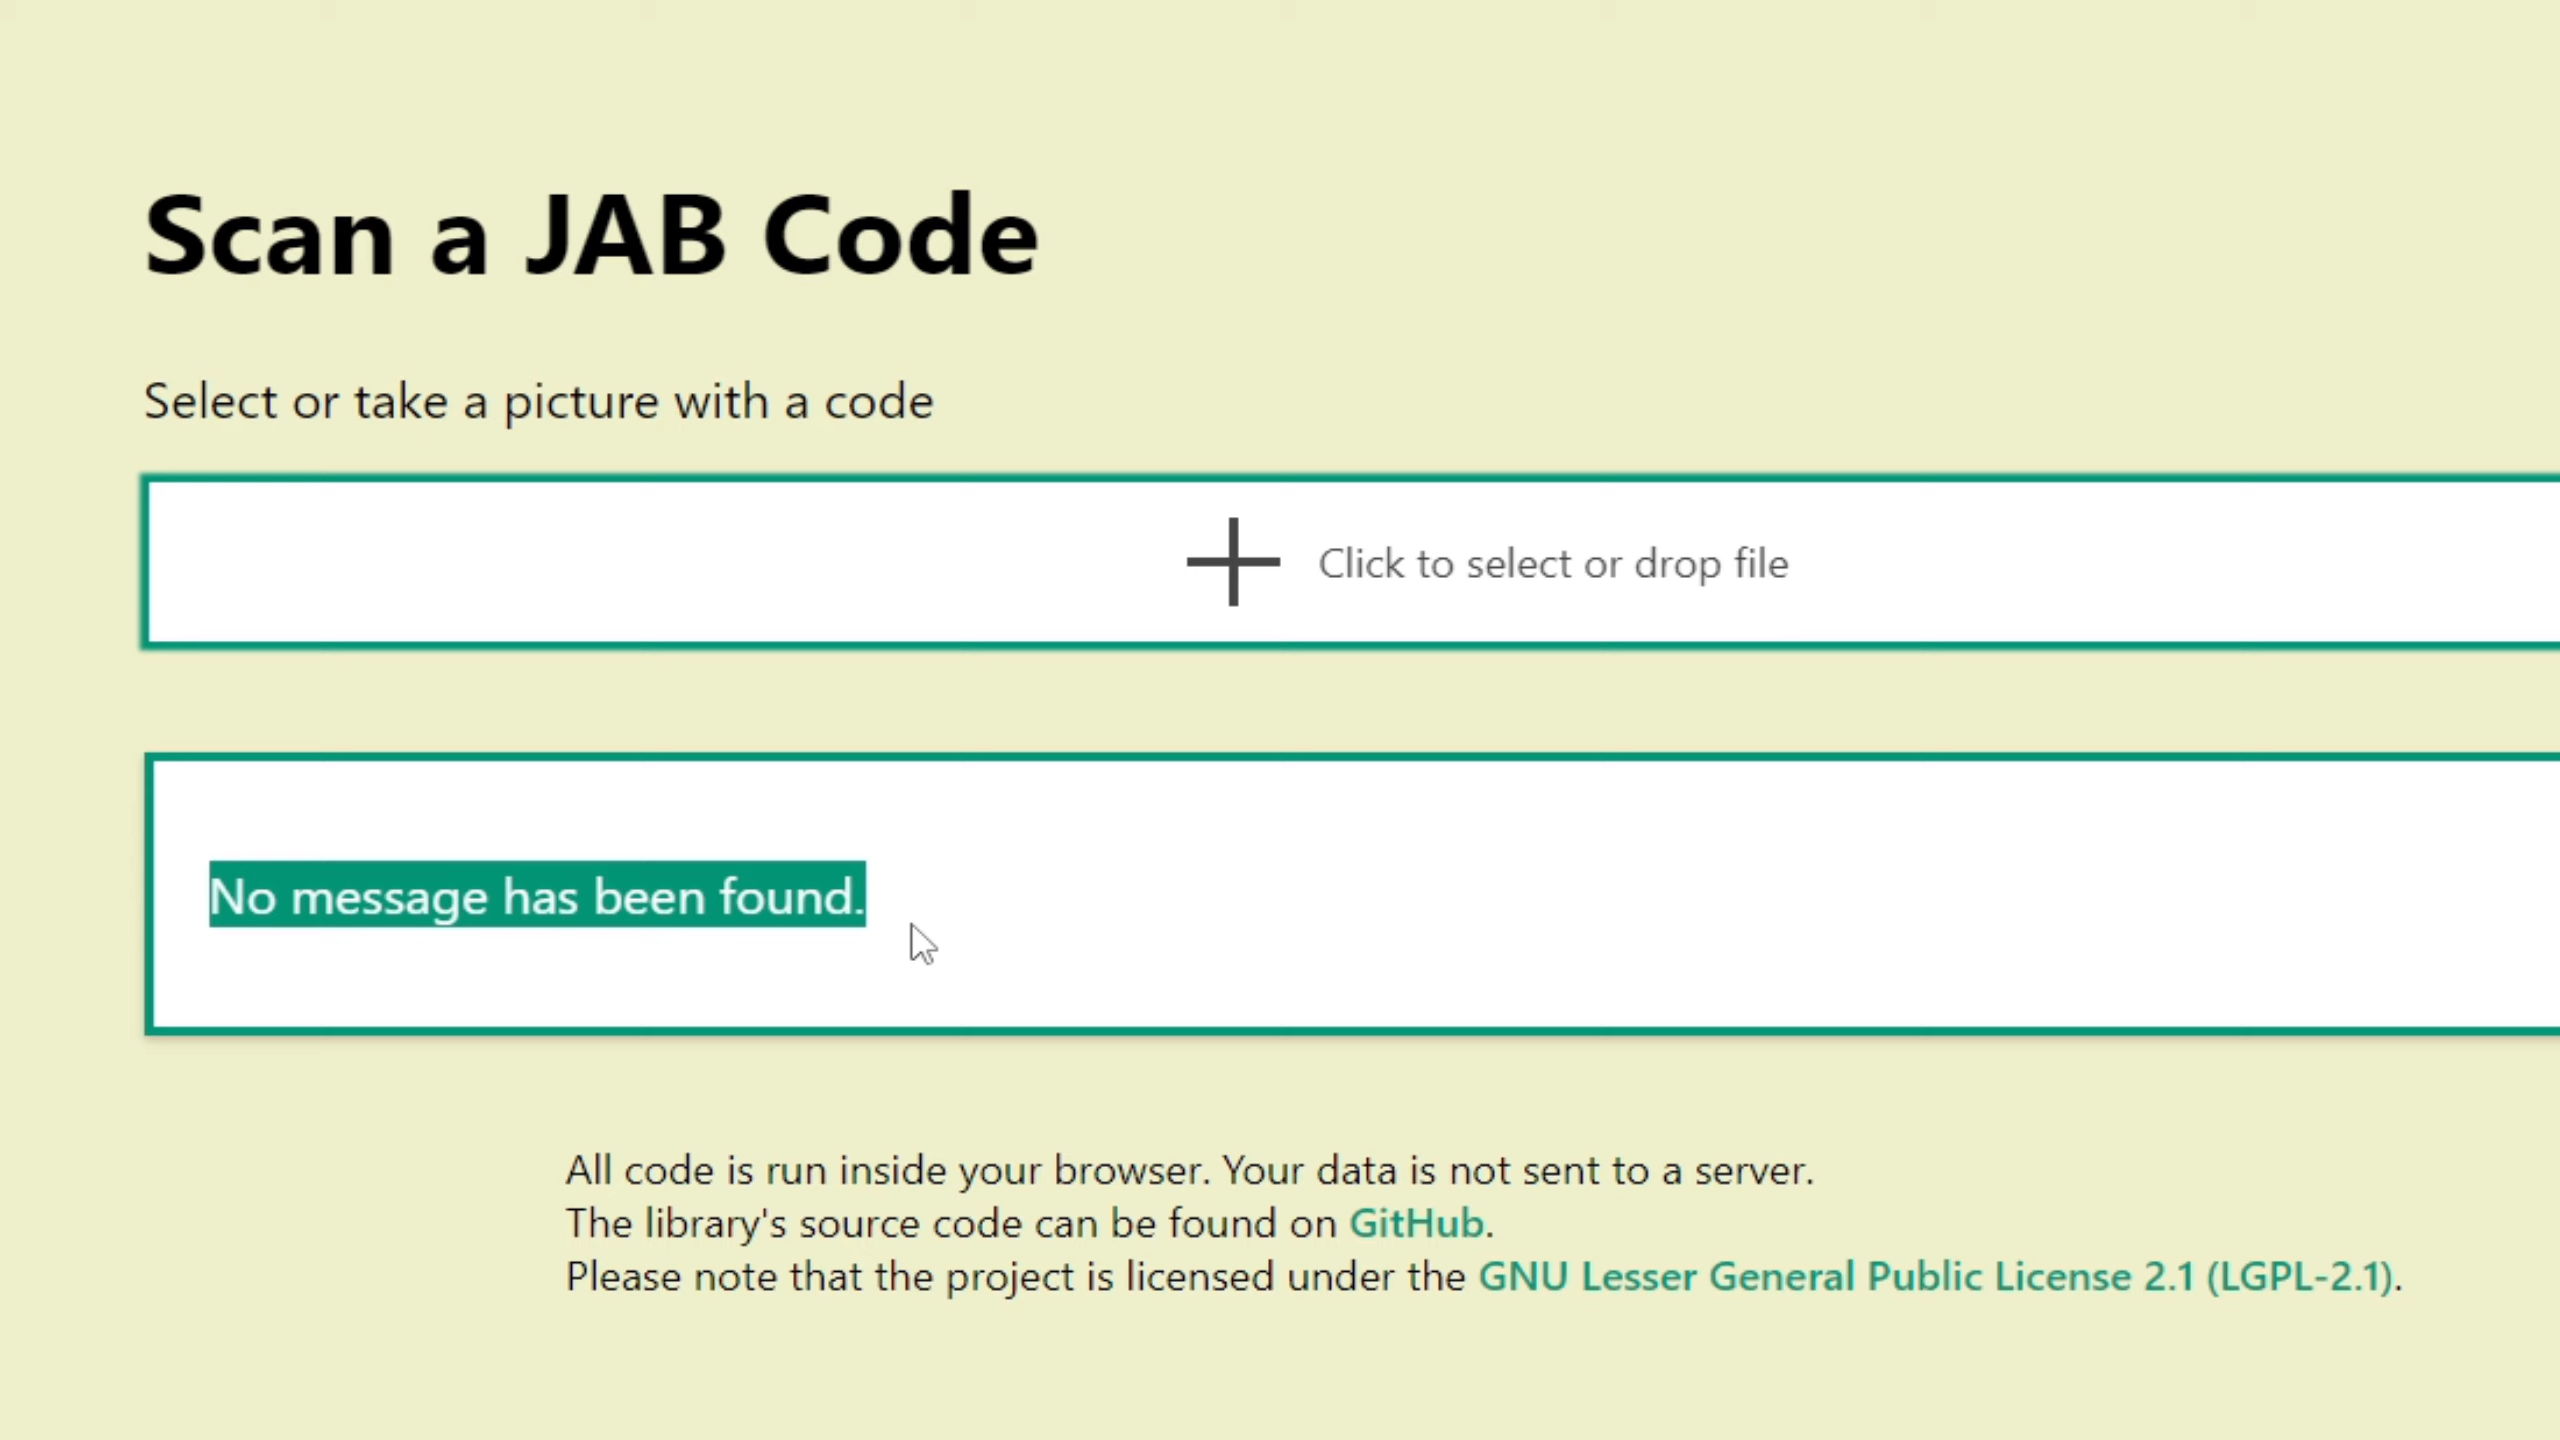 Scan a JAB Code
Select or take a picture with a code
Click to select or drop file
No message has been found.
All code is run inside your browser. Your data is not sent to a server.
The library's source code can be found on GitHub.
Please note that the project is licensed under the GNU Lesser General Public License 2.1 (LGPL-2.1).